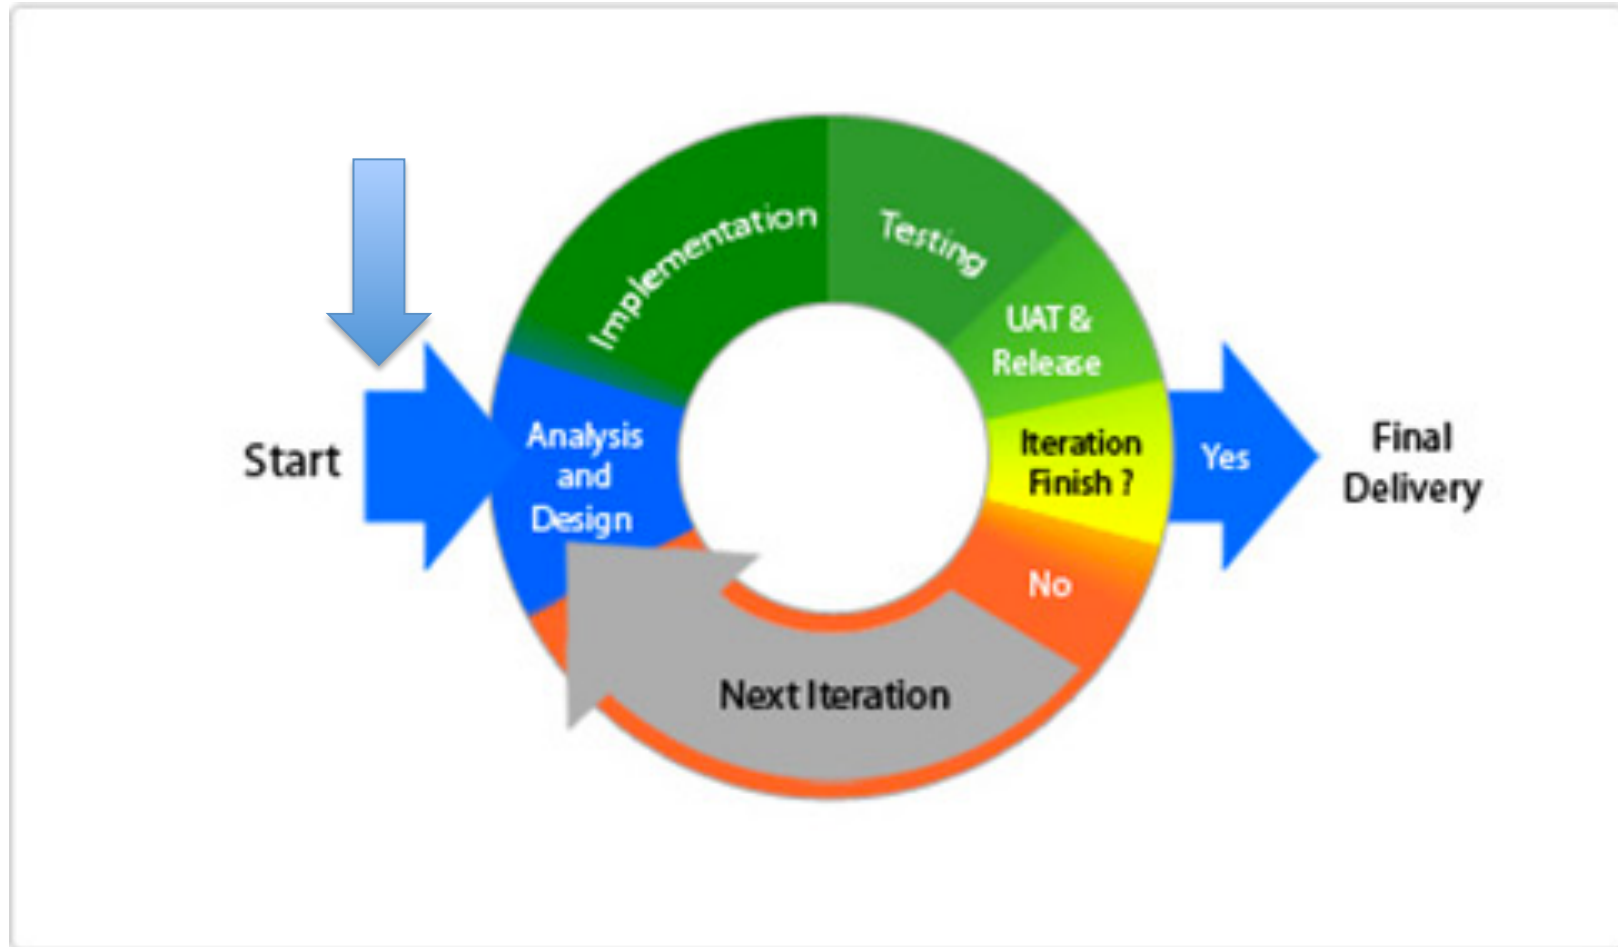 Start
Analysis
and
Design
Implementation
Testing
UAT &
Release
Iteration
Finish ?
Yes
Final
Delivery
No
Next Iteration